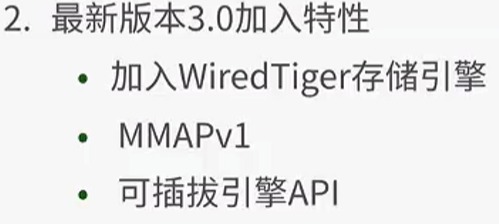 2. 最新版本3.0加入特性
• 加入WiredTiger存储引擎
• MMAPv1
• 可插拔引擎API